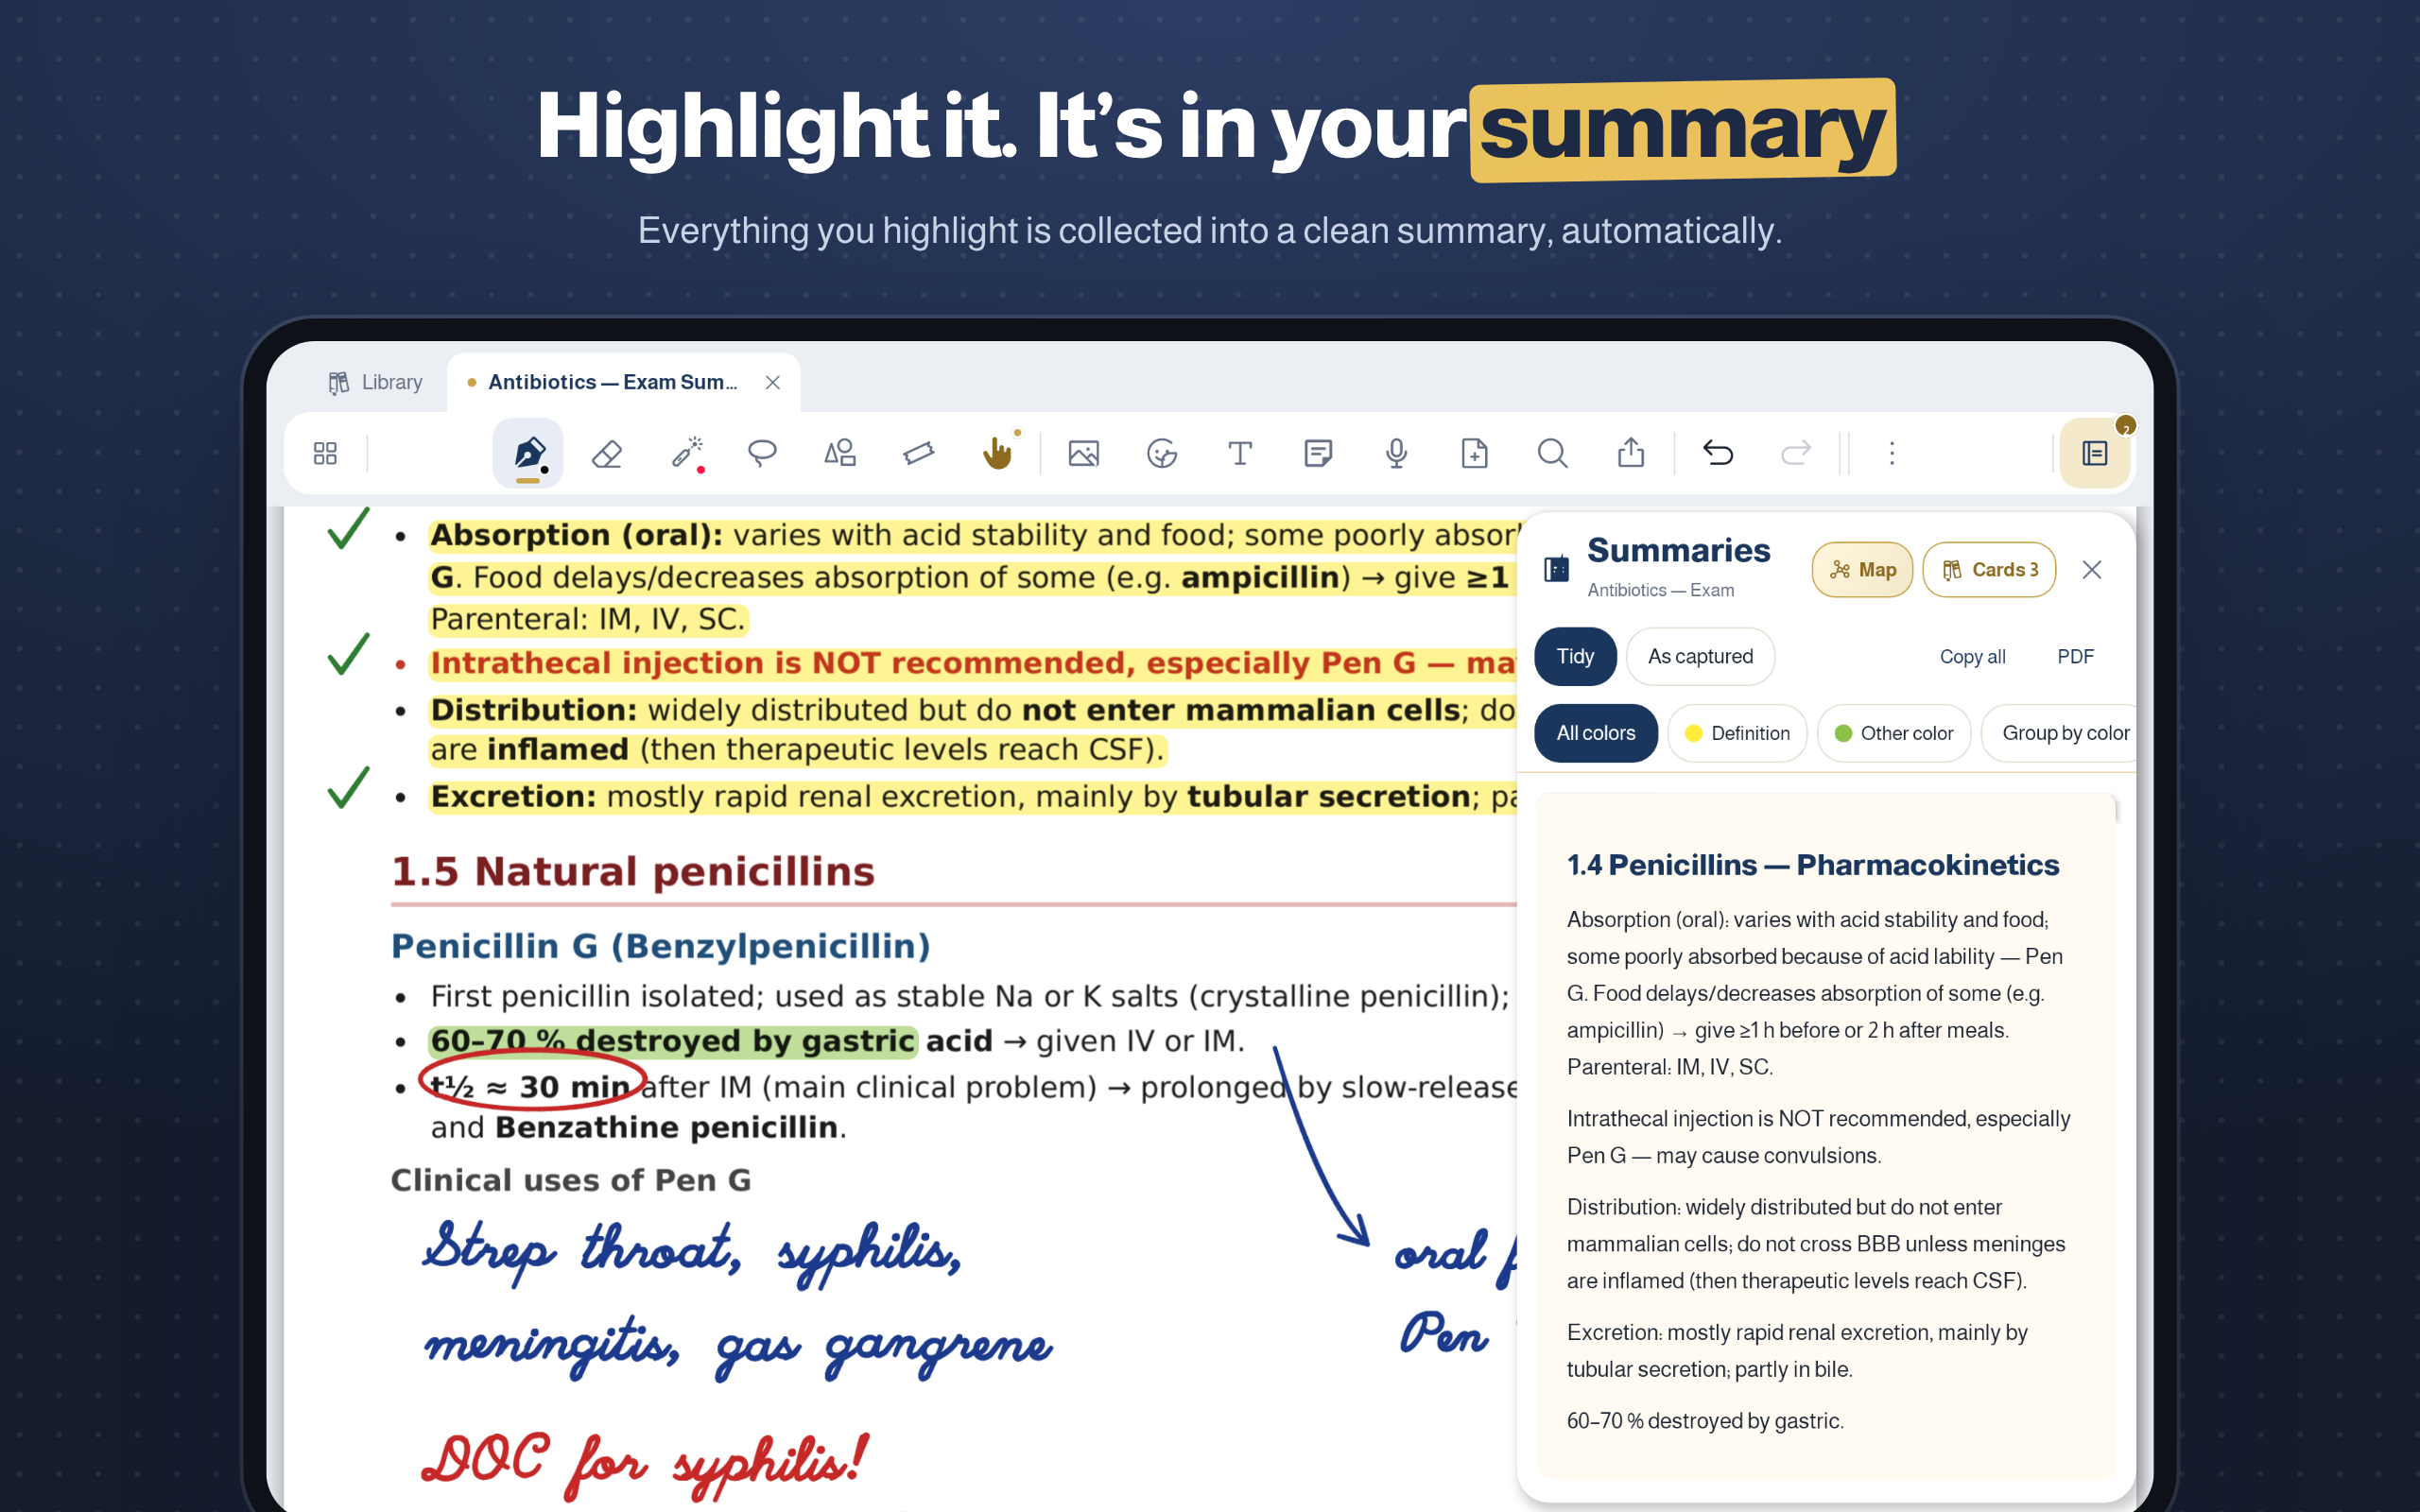 Highlight it. It's in your summary
Everything you highlight is collected into a clean summary, automatically.
Library
Antibiotics — Exam Sum...
2
Absorption (oral): varies with acid stability and food; some poorly
G. Food delays/decreases absorption of some (e.g. ampicillin) → give ≥1
Parenteral: IM, IV, SC.
Intrathecal injection is NOT recommended, especially Pen G —
Distribution: widely distributed but do not enter mammalian cells; do
are inflamed (then therapeutic levels reach CSF).
Excretion: mostly rapid renal excretion, mainly by tubular secretion;
1.5 Natural penicillins
Penicillin G (Benzylpenicillin)
First penicillin isolated; used as stable Na or K salts (crystalline penicillin);
60–70 % destroyed by gastric acid → given IV or IM.
t½ ≈ 30 min after IM (main clinical problem) → prolonged by slow-release
and Benzathine penicillin.
Clinical uses of Pen G
Strep throat, syphilis,
meningitis, gas gangrene
DOC for syphilis!
oral
Pen
Summaries
Antibiotics — Exam
Map
Cards 3
Tidy
As captured
Copy all
PDF
All colors
Definition
Other color
Group by color
1.4 Penicillins — Pharmacokinetics
Absorption (oral): varies with acid stability and food;
some poorly absorbed because of acid lability — Pen
G. Food delays/decreases absorption of some (e.g.
ampicillin) → give ≥1 h before or 2 h after meals.
Parenteral: IM, IV, SC.
Intrathecal injection is NOT recommended, especially
Pen G — may cause convulsions.
Distribution: widely distributed but do not enter
mammalian cells; do not cross BBB unless meninges
are inflamed (then therapeutic levels reach CSF).
Excretion: mostly rapid renal excretion, mainly by
tubular secretion; partly in bile.
60–70 % destroyed by gastric.